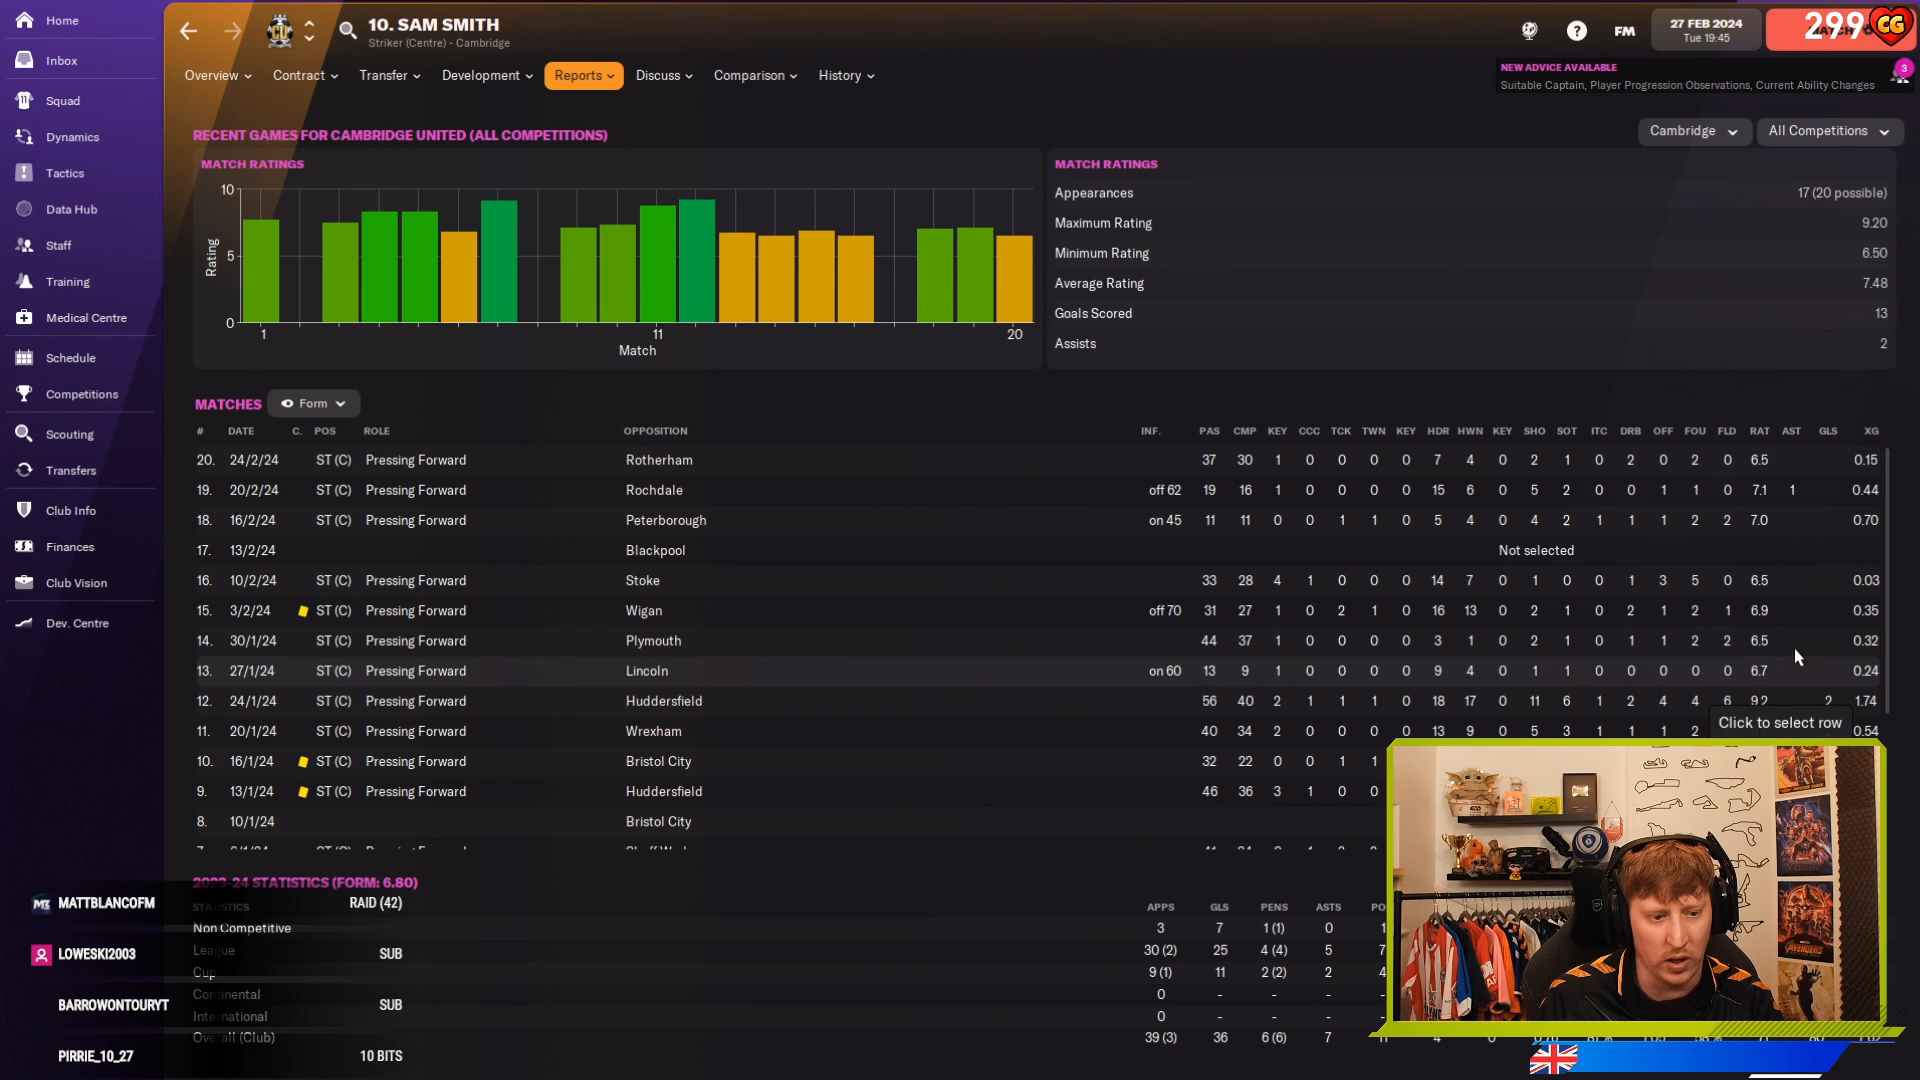 Home
Inbox
Squad
Dynamics
Tactics
Data Hub
Staff
Training
Medical Centre
Schedule
Competitions
Scouting
Transfers
Club Info
Finances
Club Vision
Dev. Centre
10. SAM SMITH
Striker (Centre) - Cambridge
FM
27 FEB 2024
Tue 19:45
299
CG
Overview
Contract
Transfer
Development
Reports
Discuss
Comparison
History
NEW ADVICE AVAILABLE
Suitable Captain, Player Progression Observations, Current Ability Changes
3
RECENT GAMES FOR CAMBRIDGE UNITED (ALL COMPETITIONS)
Cambridge
All Competitions
MATCH RATINGS
10
5
0
Rating
1 11 20
Match
MATCH RATINGS
Appearances 17 (20 possible)
Maximum Rating 9.20
Minimum Rating 6.50
Average Rating 7.48
Goals Scored 13
Assists 2
MATCHES Form
# DATE C. POS ROLE OPPOSITION INF. PAS CMP KEY CCC TCK TWN KEY HDR HWN KEY SHO SOT ITC DRB OFF FOU FLD RAT AST GLS XG
20. 24/2/24 ST (C) Pressing Forward Rotherham 37 30 1 0 0 0 0 7 4 0 2 1 0 2 0 2 0 6.5 0.15
19. 20/2/24 ST (C) Pressing Forward Rochdale off 62 19 16 1 0 0 0 0 15 6 0 5 2 0 0 1 1 0 7.1 1 0.44
18. 16/2/24 ST (C) Pressing Forward Peterborough on 45 11 11 0 0 1 1 0 5 4 0 4 2 1 1 1 2 2 7.0 0.70
17. 13/2/24 Blackpool Not selected
16. 10/2/24 ST (C) Pressing Forward Stoke 33 28 4 1 0 0 0 14 7 0 1 0 0 1 3 5 0 6.5 0.03
15. 3/2/24 ST (C) Pressing Forward Wigan off 70 31 27 1 0 2 1 0 16 13 0 2 1 0 2 1 2 1 6.9 0.35
14. 30/1/24 ST (C) Pressing Forward Plymouth 44 37 1 0 0 0 0 3 1 0 2 1 0 1 1 2 2 6.5 0.32
13. 27/1/24 ST (C) Pressing Forward Lincoln on 60 13 9 1 0 0 0 0 9 4 0 1 1 0 0 0 0 0 6.7 0.24
12. 24/1/24 ST (C) Pressing Forward Huddersfield 56 40 2 1 1 1 0 18 17 0 11 6 1 2 4 4 6 9.2 2 1.74
Click to select row
11. 20/1/24 ST (C) Pressing Forward Wrexham 40 34 2 0 0 0 0 13 9 0 5 3 1 1 1 2 0.54
10. 16/1/24 ST (C) Pressing Forward Bristol City 32 22 0 0 1 1
9. 13/1/24 ST (C) Pressing Forward Huddersfield 46 36 3 1 0 0
8. 10/1/24 Bristol City
2023-24 STATISTICS (FORM: 6.80)
STATISTICS APPS GLS PENS ASTS
Non Competitive 3 7 1 (1) 0 1
League 30 (2) 25 4 (4) 5 7
Cup 9 (1) 11 2 (2) 2 4
Continental 0 - - -
International 0 - - -
Overall (Club) 39 (3) 36 6 (6) 7
MATTBLANCOFM RAID (42)
LOWESKI2003 SUB
BARROWONTOURYT SUB
PIRRIE_10_27 10 BITS
AVENGERS